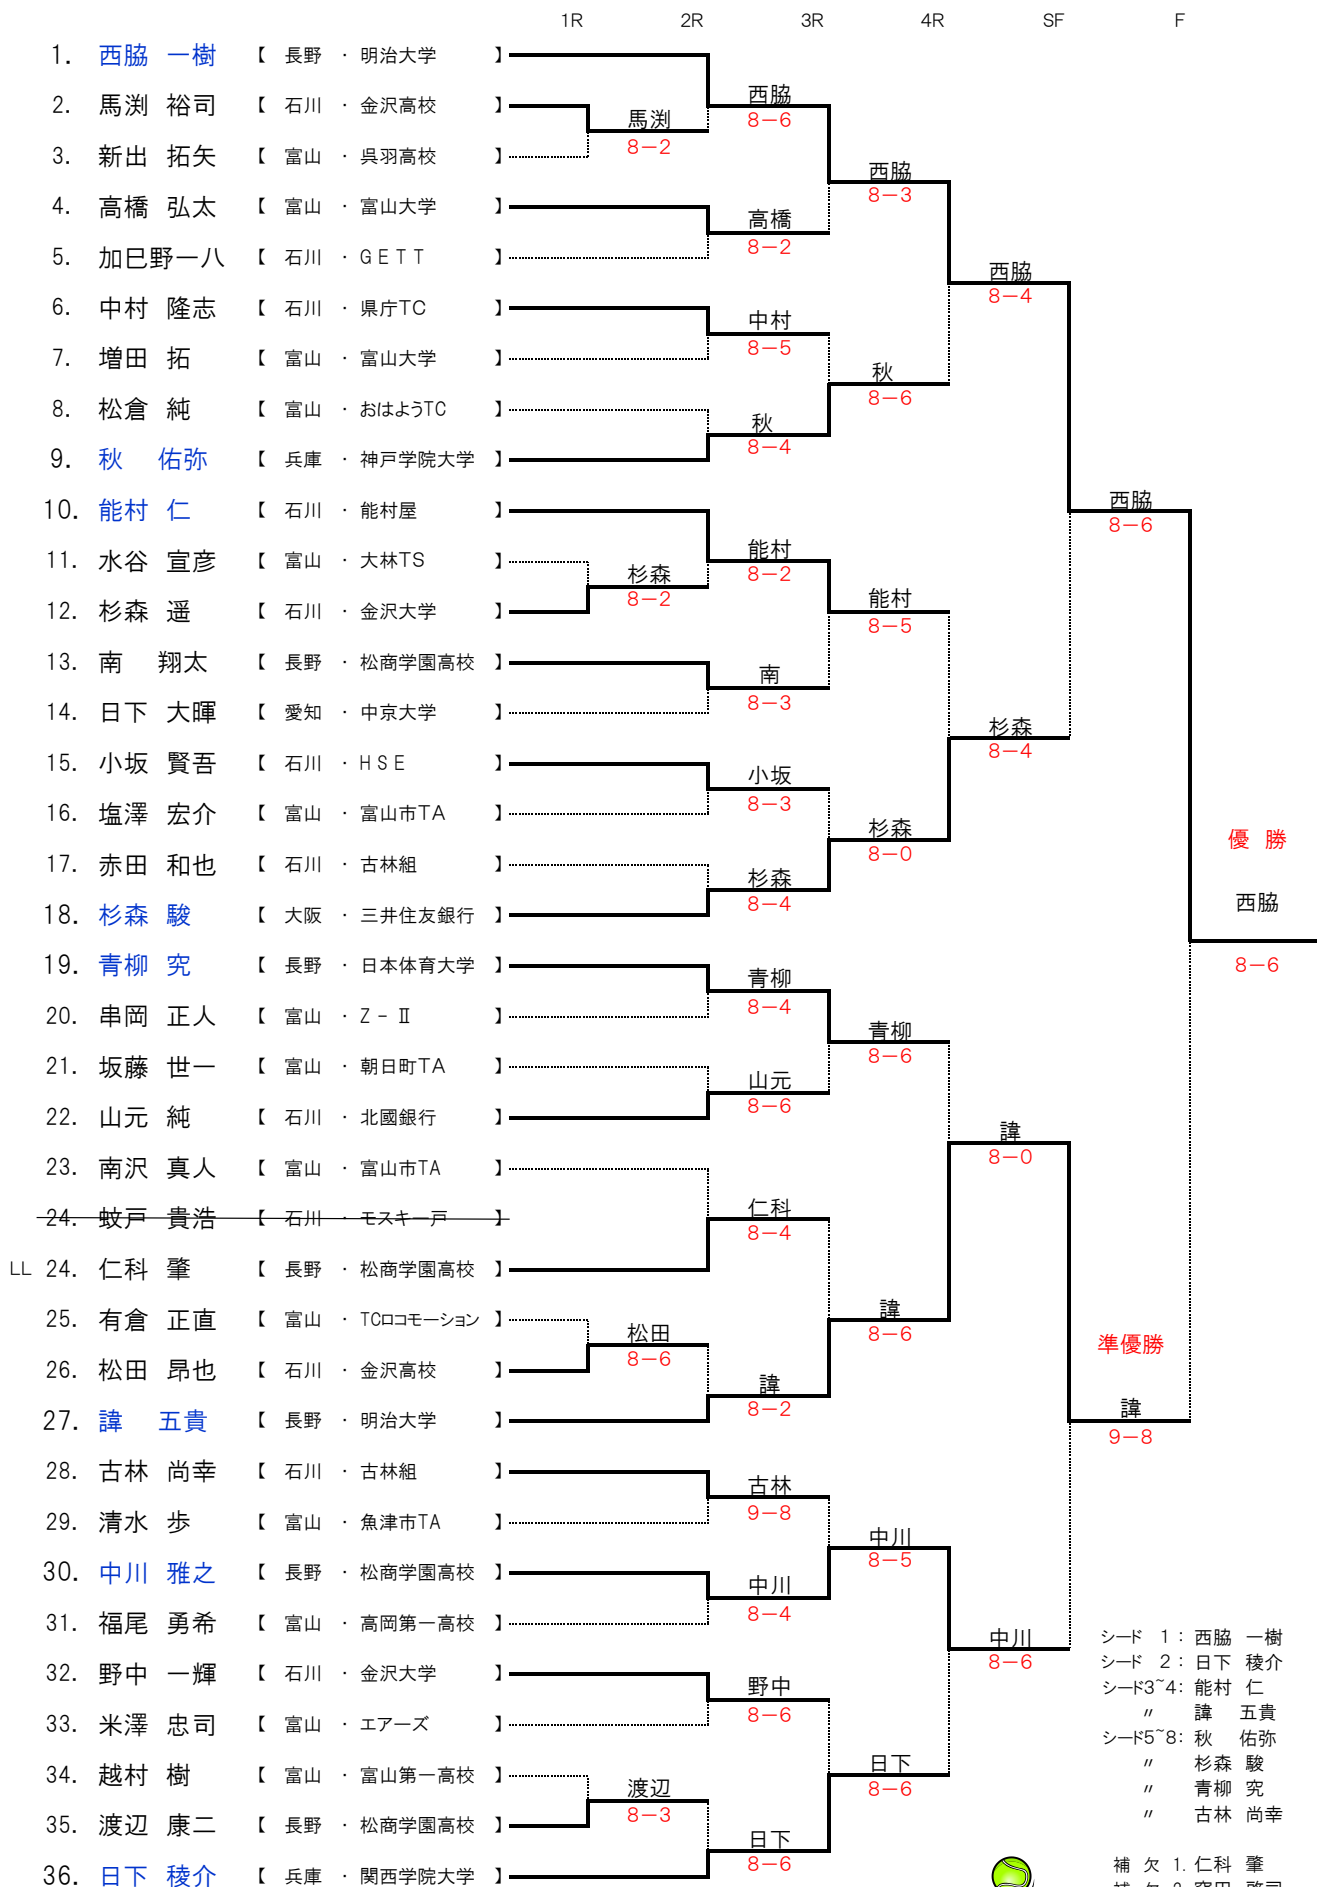 1R 2R 3R 4R SF F
1. 西脇 一樹 【 長野 ・ 明治大学 】
西脇
2. 馬渕 裕司 【 石川 ・ 金沢高校 】
馬渕 8－6
8－2
3. 新出 拓矢 【 富山 ・ 呉羽高校 】
西脇
8－3
4. 高橋 弘太 【 富山 ・ 富山大学 】
高橋
8－2
5. 加巳野一八 【 石川 ・ ＧＥＴＴ 】
西脇
8－4
6. 中村 隆志 【 石川 ・ 県庁TC 】
中村
8－5
7. 増田 拓 【 富山 ・ 富山大学 】
秋
8－6
8. 松倉 純 【 富山 ・ おはようTC 】
秋
8－4
9. 秋 佑弥 【 兵庫 ・ 神戸学院大学 】
西脇
10. 能村 仁 【 石川 ・ 能村屋 】
8－6
能村
11. 水谷 宣彦 【 富山 ・ 大林TS 】
杉森 8－2
8－2 能村
12. 杉森 遥 【 石川 ・ 金沢大学 】
8－5
13. 南 翔太 【 長野 ・ 松商学園高校 】
南
8－3
14. 日下 大暉 【 愛知 ・ 中京大学 】
杉森
8－4
15. 小坂 賢吾 【 石川 ・ ＨＳＥ 】
小坂
8－3
16. 塩澤 宏介 【 富山 ・ 富山市TA 】
杉森 優 勝
8－0
17. 赤田 和也 【 石川 ・ 古林組 】
杉森
8－4 西脇
18. 杉森 駿 【 大阪 ・ 三井住友銀行 】
19. 青柳 究 【 長野 ・ 日本体育大学 】 8－6
青柳
8－4
20. 串岡 正人 【 富山 ・ Ｚ－Ⅱ 】
青柳
8－6
21. 坂藤 世一 【 富山 ・ 朝日町TA 】
山元
8－6
22. 山元 純 【 石川 ・ 北國銀行 】
諱
8－0
23. 南沢 真人 【 富山 ・ 富山市TA 】
仁科
24. 蚊戸 貴浩 【 石川 ・ モスキー戸 】
8－4
LL 24. 仁科 肇 【 長野 ・ 松商学園高校 】
諱
25. 有倉 正直 【 富山 ・ TCロコモーション 】
松田 8－6 準優勝
8－6
26. 松田 昂也 【 石川 ・ 金沢高校 】
諱
8－2 諱
27. 諱 五貴 【 長野 ・ 明治大学 】
9－8
28. 古林 尚幸 【 石川 ・ 古林組 】
古林
9－8
29. 清水 歩 【 富山 ・ 魚津市TA 】
中川
8－5
30. 中川 雅之 【 長野 ・ 松商学園高校 】
中川
8－4
31. 福尾 勇希 【 富山 ・ 高岡第一高校 】
中川 シード 1： 西脇 一樹
8－6 シード 2： 日下 稜介
32. 野中 一輝 【 石川 ・ 金沢大学 】
野中 シード3~4： 能村 仁
8－6 〃 諱 五貴
33. 米澤 忠司 【 富山 ・ エアーズ 】
シード5~8： 秋 佑弥
日下 〃 杉森 駿
34. 越村 樹 【 富山 ・ 富山第一高校 】
渡辺 8－6 〃 青柳 究
8－3 〃 古林 尚幸
35. 渡辺 康二 【 長野 ・ 松商学園高校 】
日下
8－6 補 欠 1. 仁科 肇
36. 日下 稜介 【 兵庫 ・ 関西学院大学 】